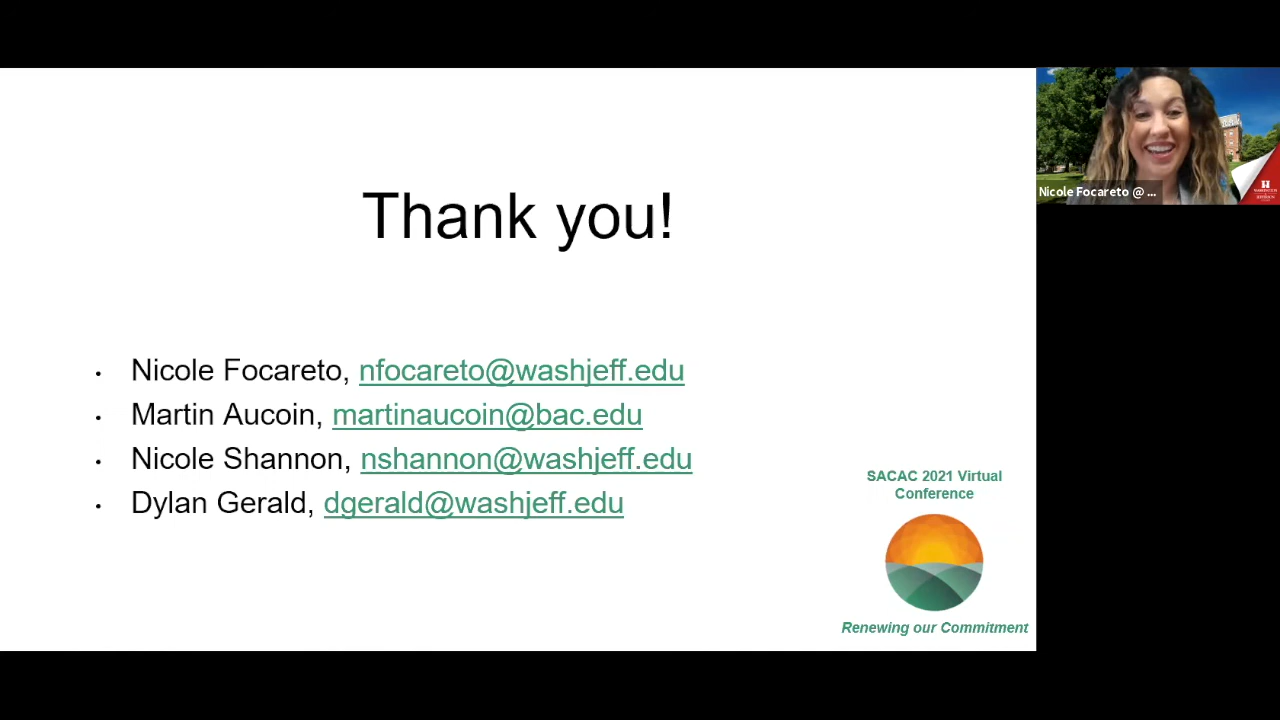 Thank you!
• Nicole Focareto, nfocareto@washjeff.edu
• Martin Aucoin, martinaucoin@bac.edu
• Nicole Shannon, nshannon@washjeff.edu
• Dylan Gerald, dgerald@washjeff.edu
SACAC 2021 Virtual
Conference
Renewing our Commitment
Nicole Focareto @ ...